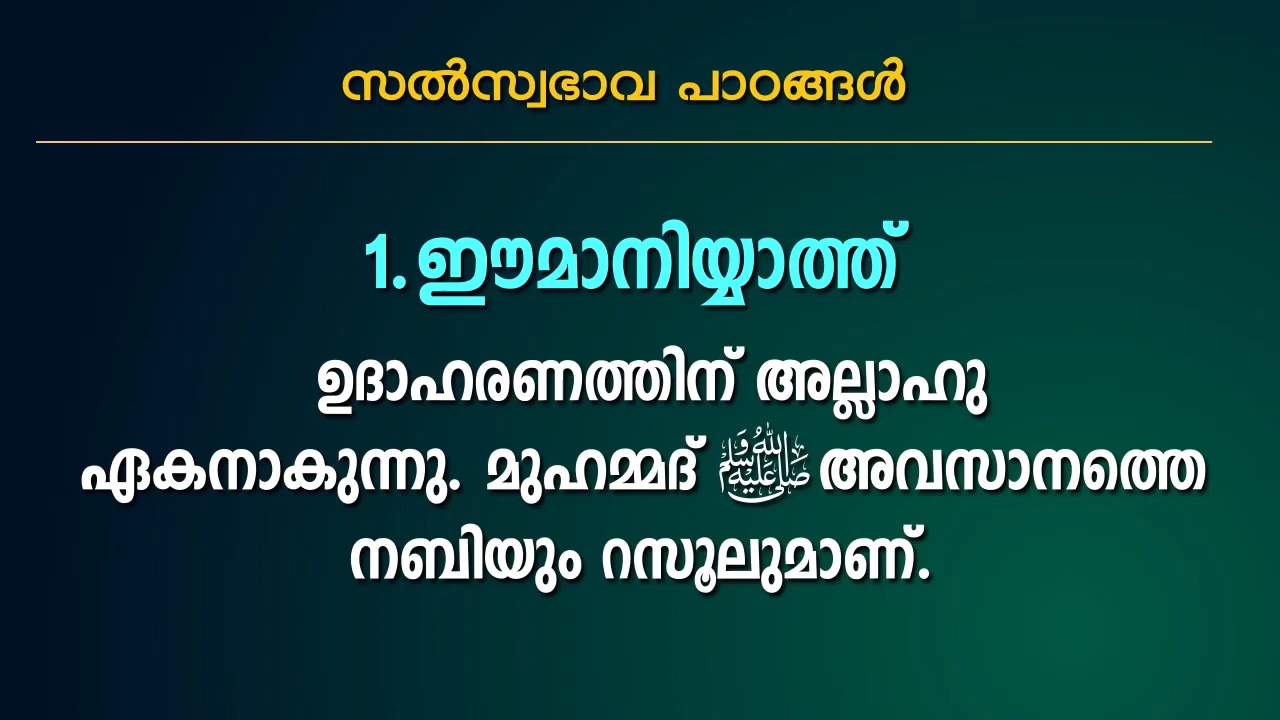 സൽസ്വഭാവ പാഠങ്ങൾ
1. ഈമാനിയ്യാത്ത്
ഉദാഹരണത്തിന് അല്ലാഹു
ഏകനാകുന്നു. മുഹമ്മദ് ﷺ അവസാനത്തെ
നബിയും റസൂലുമാണ്.